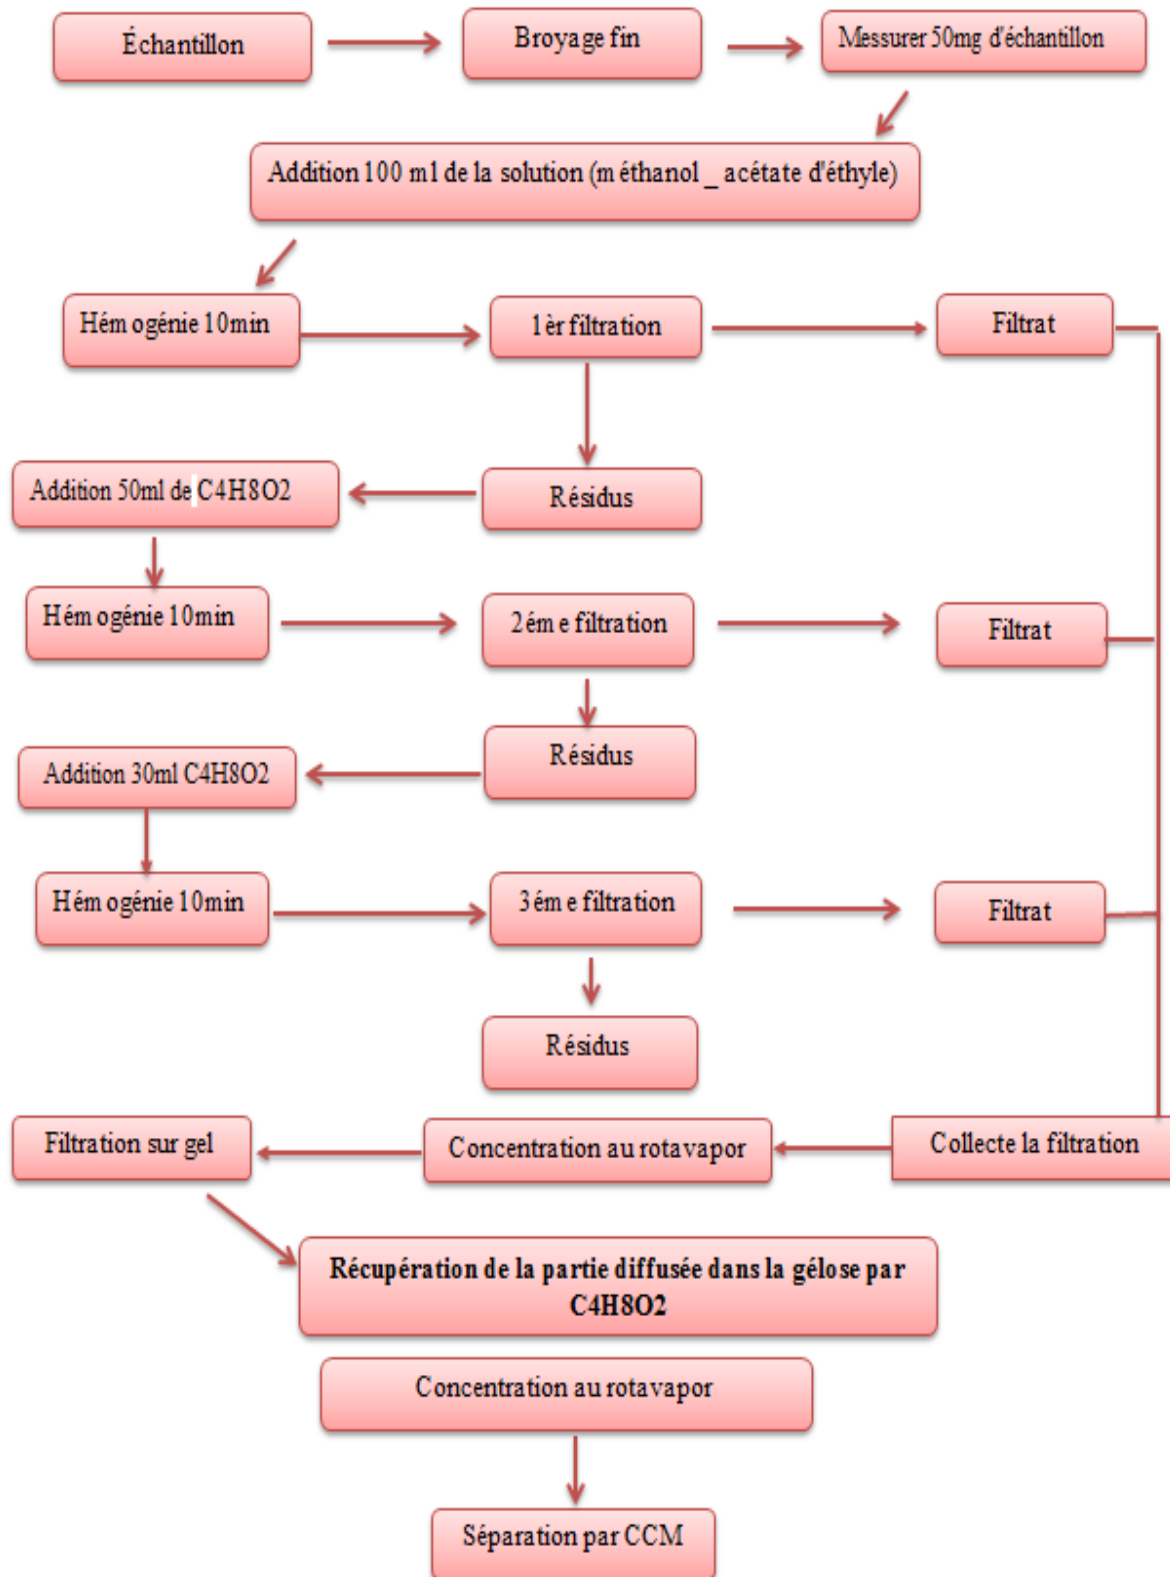 Échantillon
Broyage fin
Messurer 50mg d'échantillon
Addition 100 ml de la solution (méthanol _ acétate d'éthyle)
Hémogénie 10min
1èr filtration
Filtrat
Addition 50ml de C4H8O2
Résidus
Hémogénie 10min
2éme filtration
Filtrat
Addition 30ml C4H8O2
Résidus
Hémogénie 10min
3éme filtration
Filtrat
Résidus
Filtration sur gel
Concentration au rotavapor
Collecte la filtration
Récupération de la partie diffusée dans la gélose par
C4H8O2
Concentration au rotavapor
Séparation par CCM